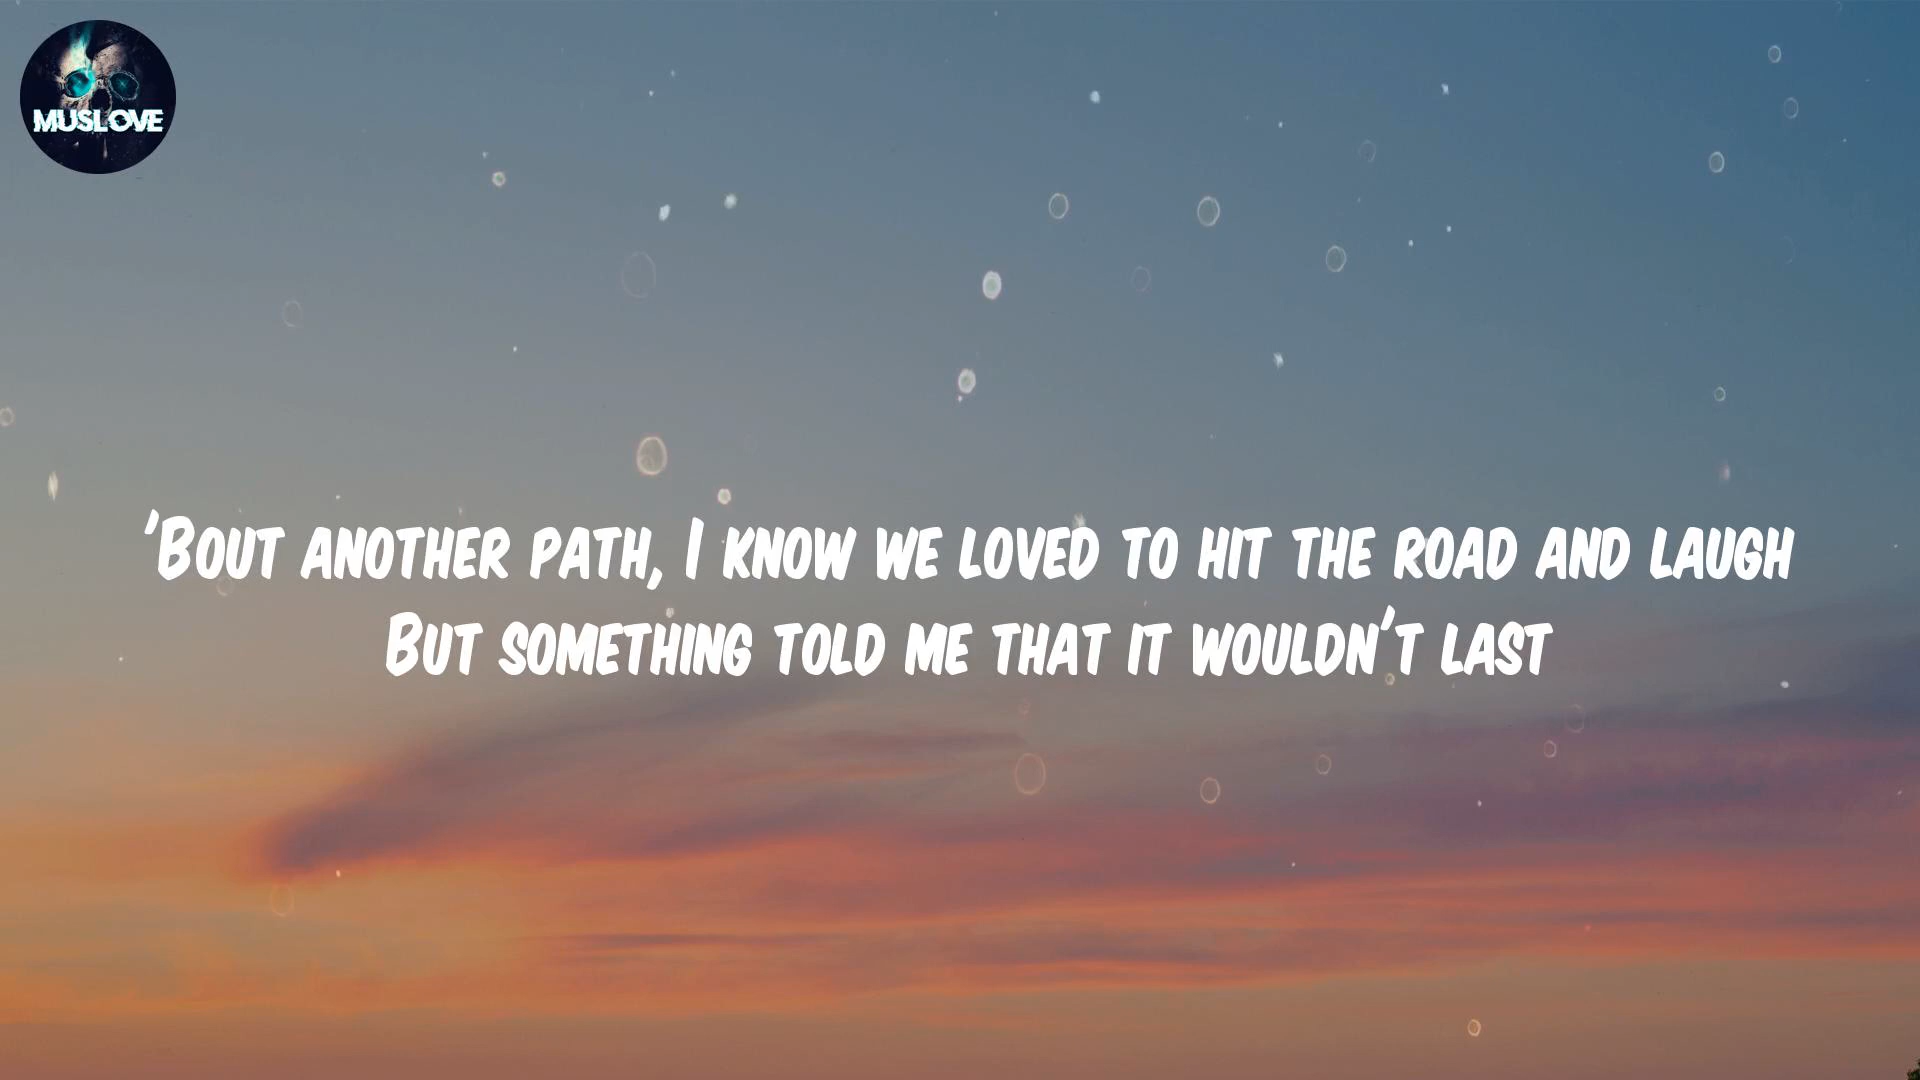 MUSLOVE
'BOUT ANOTHER PATH, I KNOW WE LOVED TO HIT THE ROAD AND LAUGH
BUT SOMETHING TOLD ME THAT IT WOULDN'T LAST